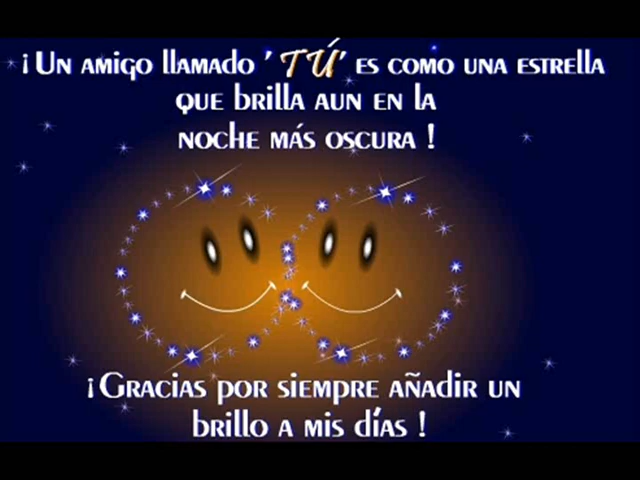 ¡Un amigo llamado 'TÚ' es como una estrella
que brilla aun en la
noche más oscura !
¡Gracias por siempre añadir un
brillo a mis días !